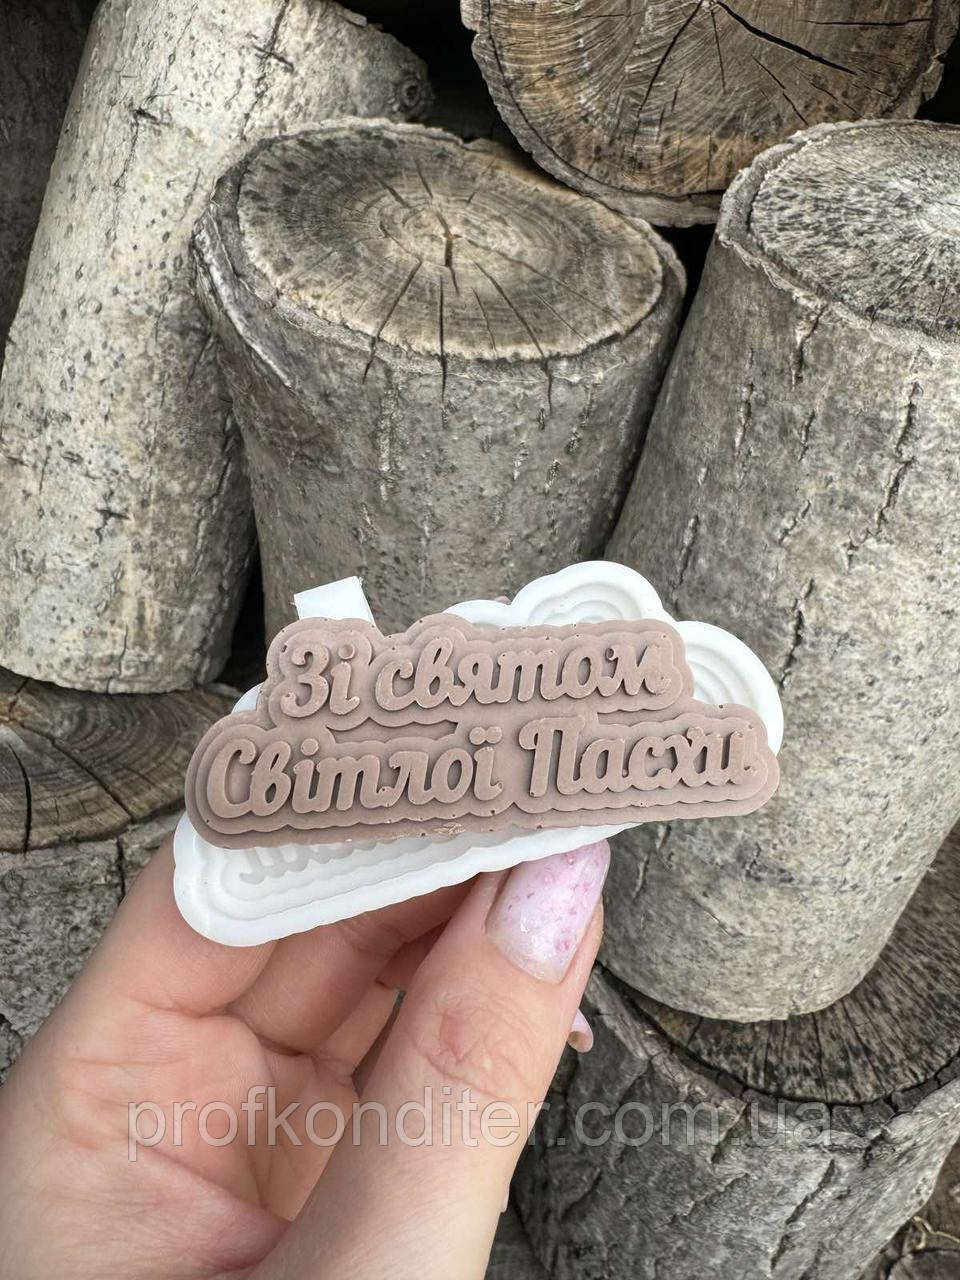 Зі святом
Світлої Пасхи
profkonditer.com.ua